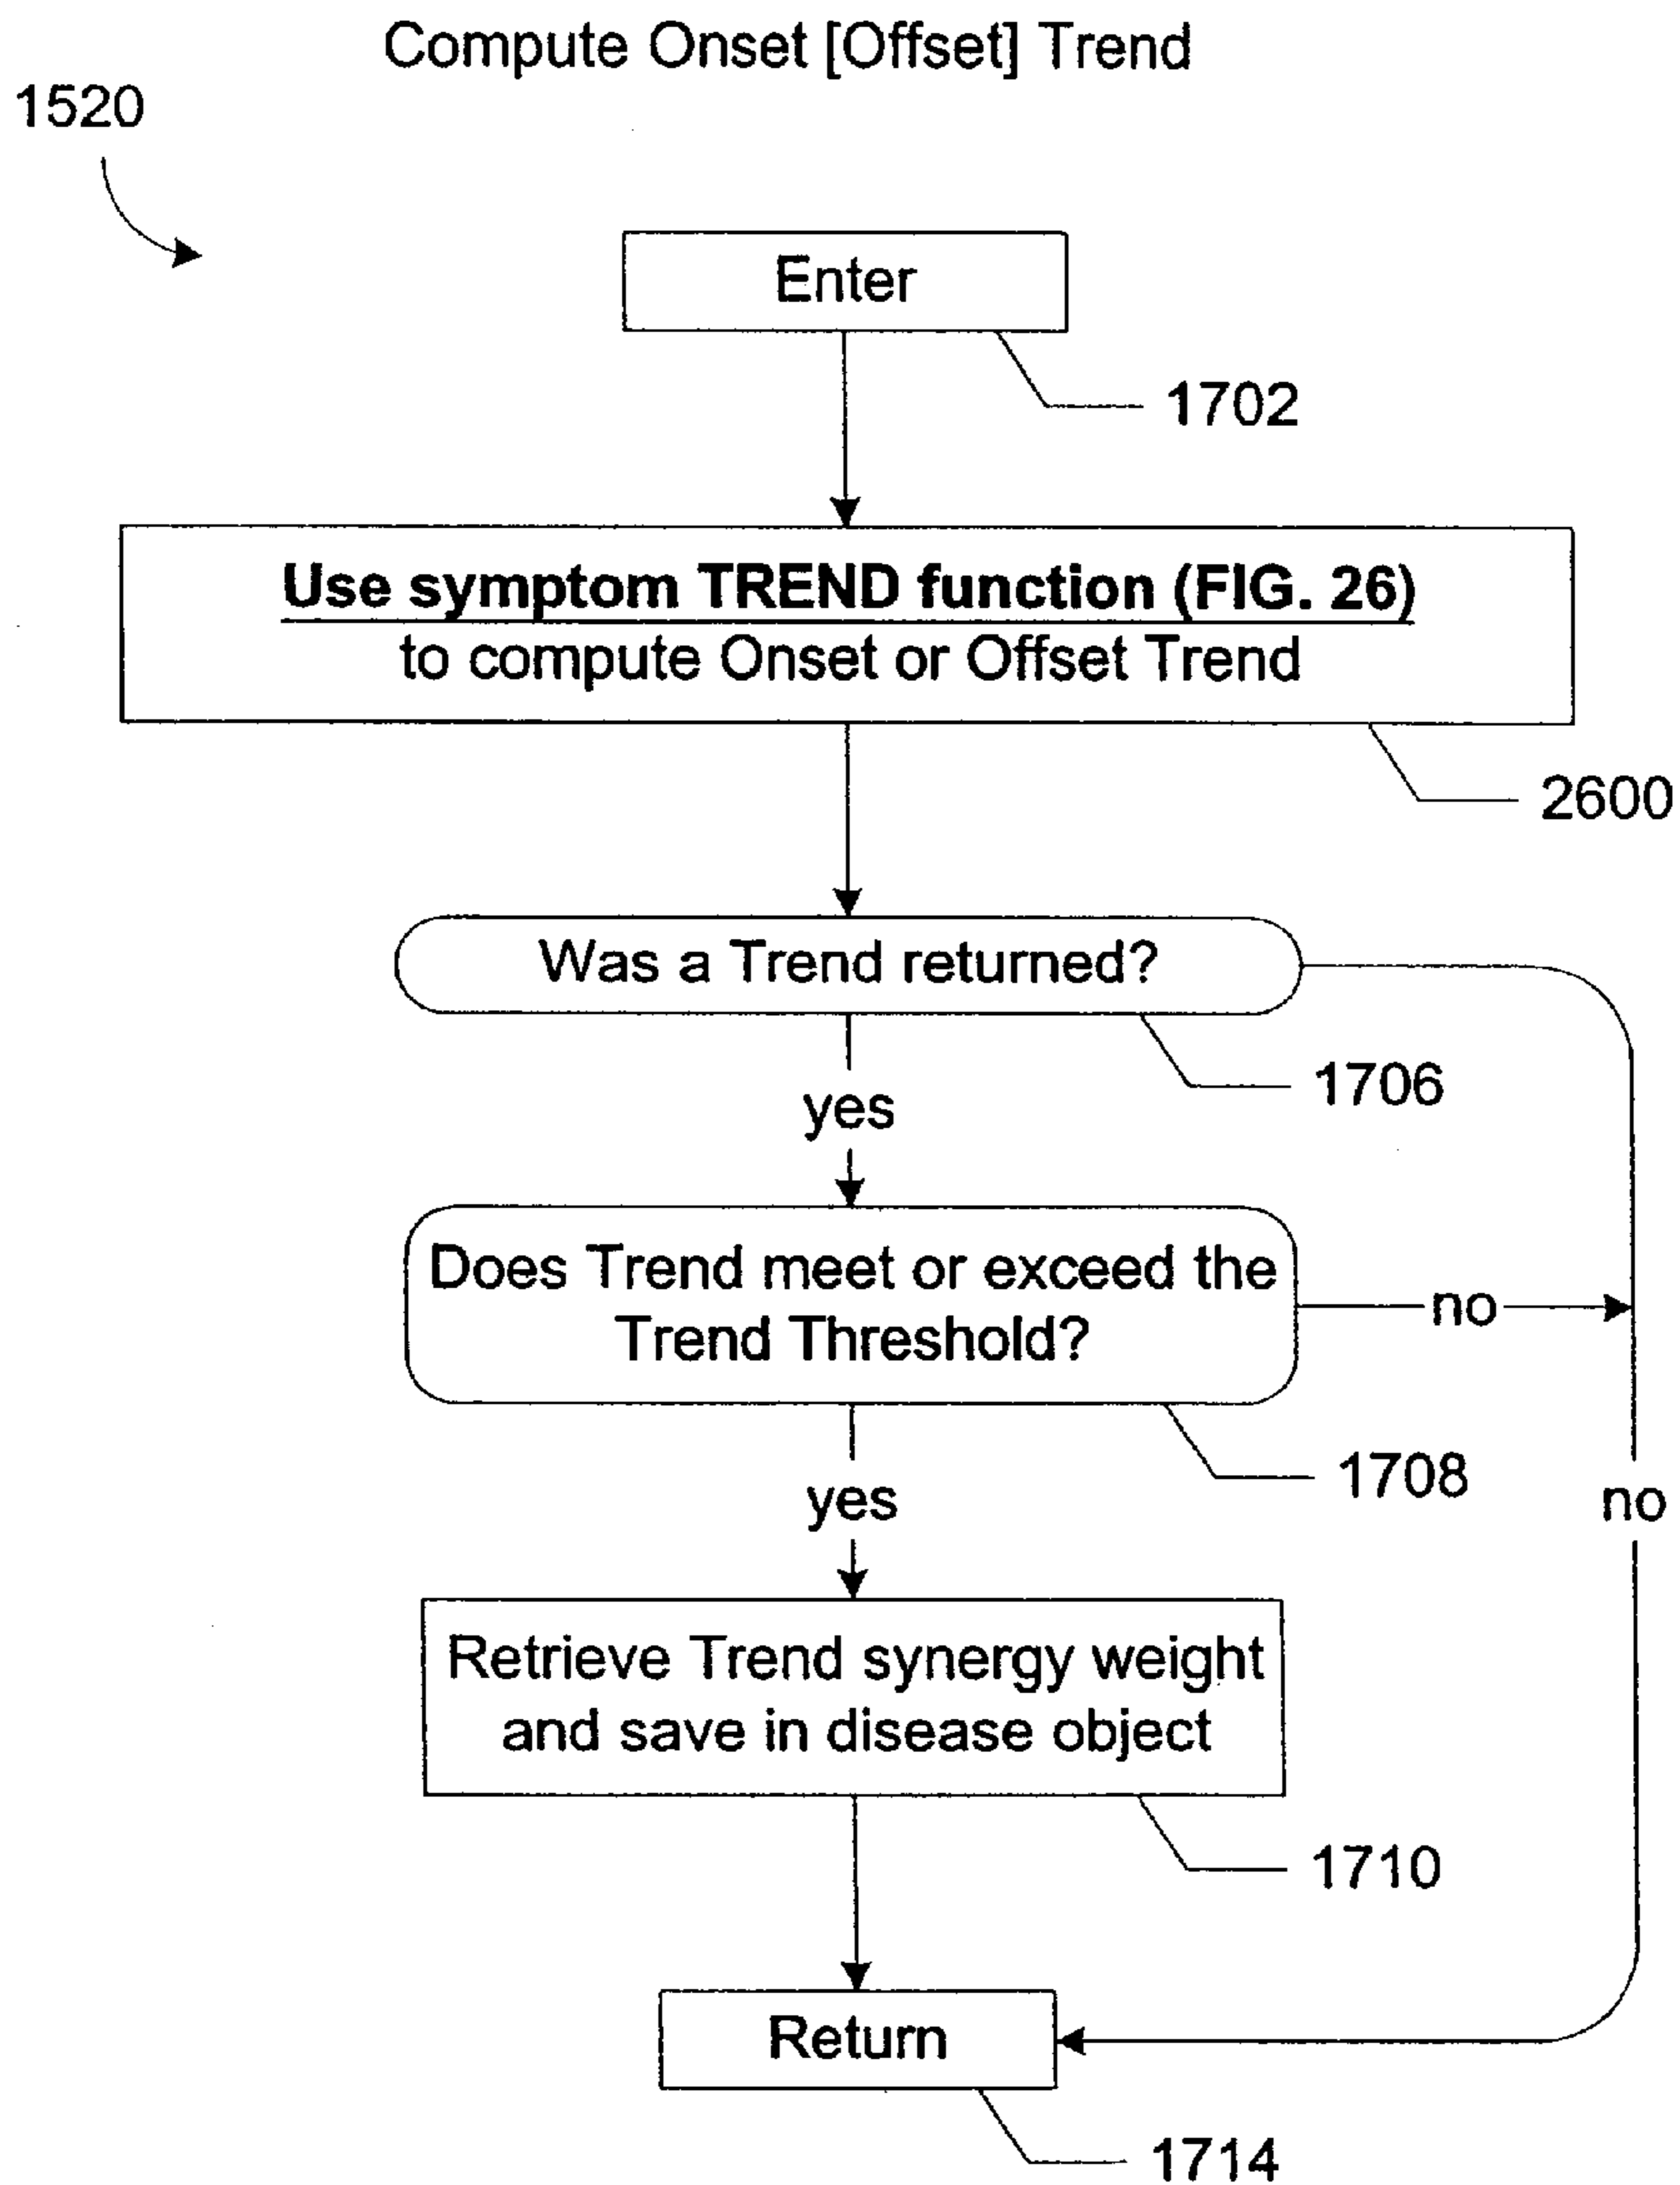 Compute Onset [Offset] Trend
1520
Enter
1702
Use symptom TREND function (FIG. 26)
to compute Onset or Offset Trend
2600
Was a Trend returned?
1706
yes
Does Trend meet or exceed the
Trend Threshold?
no
1708
yes
no
Retrieve Trend synergy weight
and save in disease object
1710
Return
1714